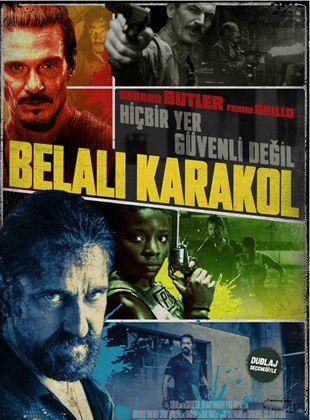 GERARD BUTLER FRANK GRILLO
HİÇBİR YER
GÜVENLİ DEĞİL
BELALI KARAKOL
DUBLAJ
SEÇENEĞİYLE